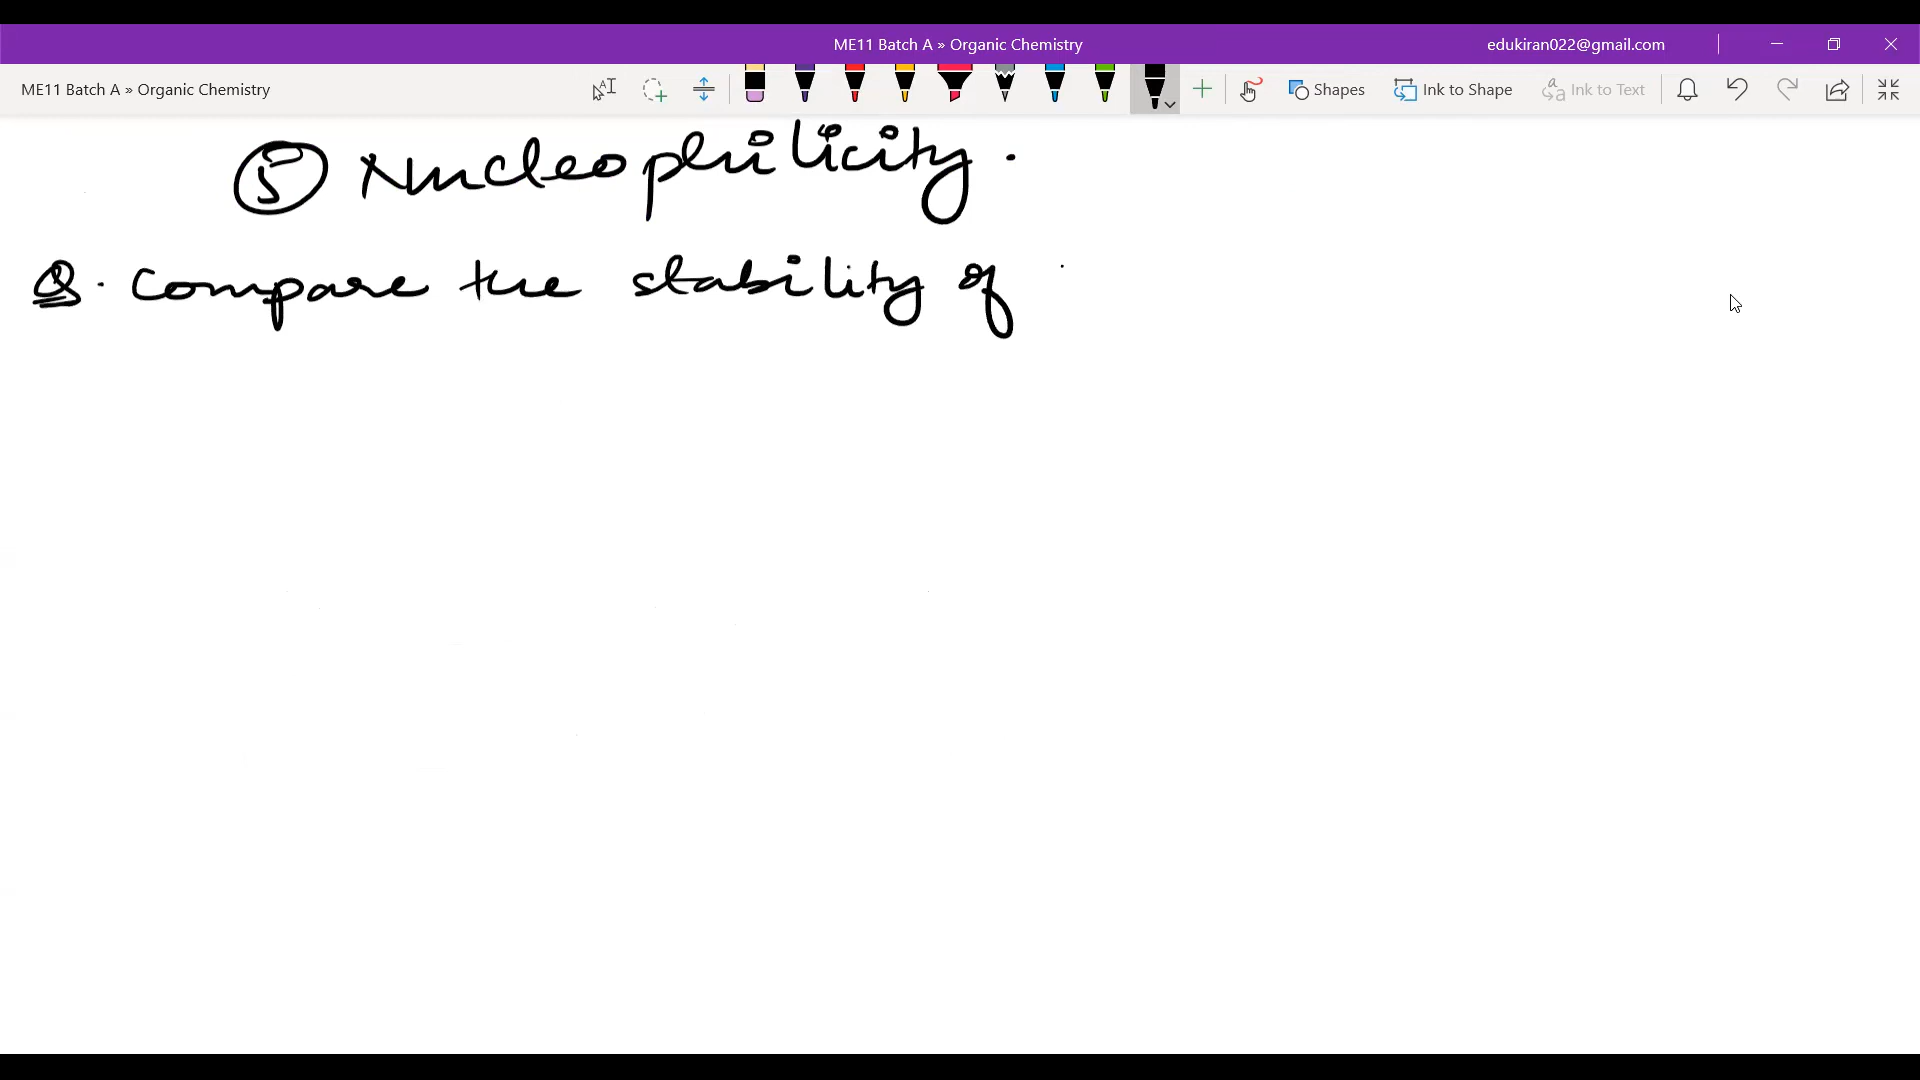 ME11 Batch A » Organic Chemistry
edukiran022@gmail.com
ME11 Batch A » Organic Chemistry
Shapes
Ink to Shape
Ink to Text
⑤ Nucleophilicity.
Q. Compare the stability of